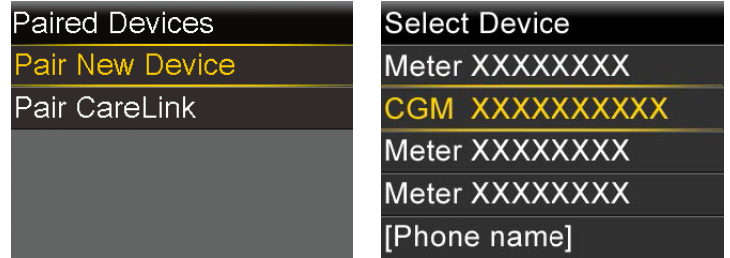 Paired Devices
Pair New Device
Pair CareLink
Select Device
Meter XXXXXXXX
CGM XXXXXXXXXX
Meter XXXXXXXX
Meter XXXXXXXX
[Phone name]